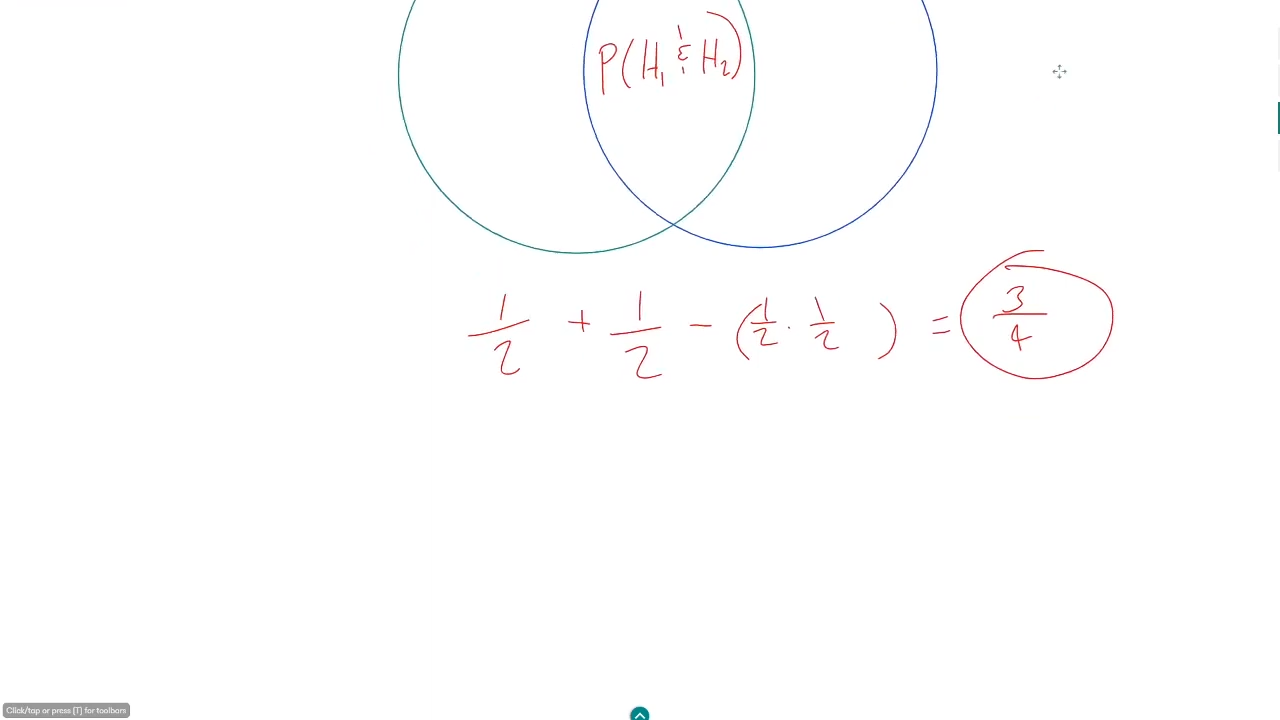 P(H₁ & H₂)
1/2 + 1/2 - (1/2 · 1/2) = 3/4
Click/tap or press [T] for toolbars